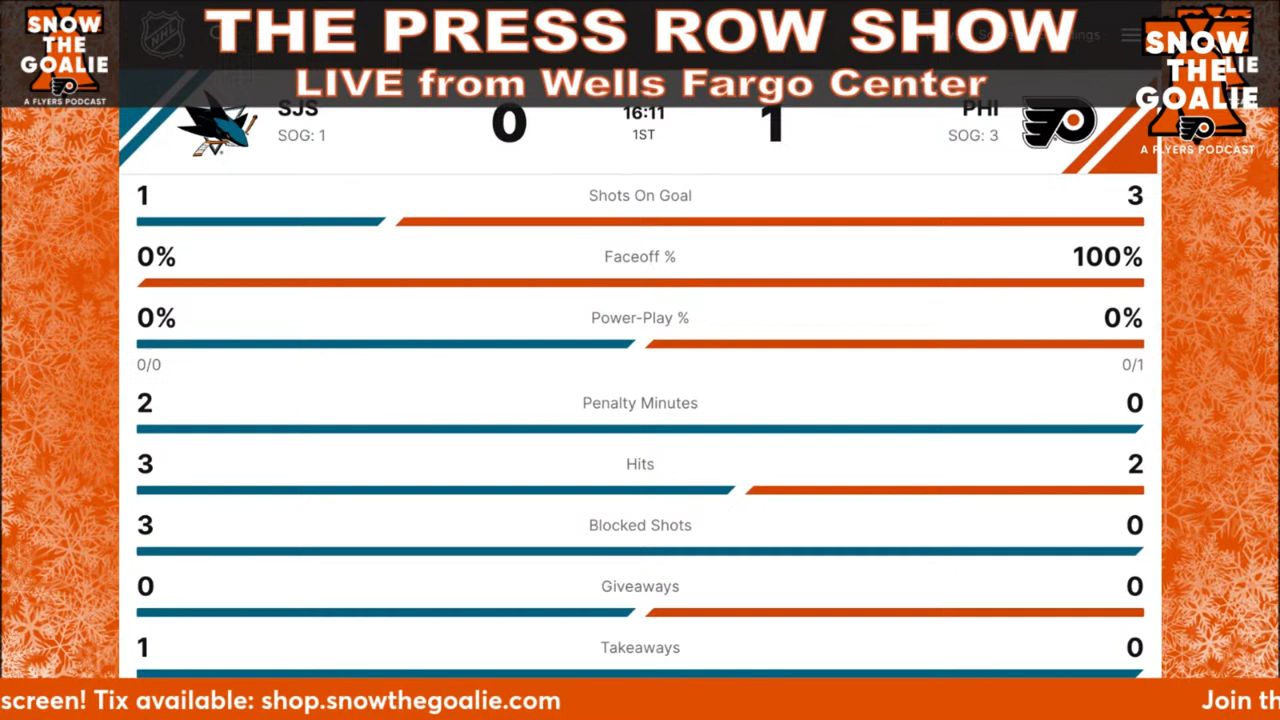 SNOW
THE
GOALIE
A FLYERS PODCAST
NHL
THE PRESS ROW SHOW
LIVE from Wells Fargo Center
SNOW
THE
GOALIE
A FLYERS PODCAST
SJS
SOG: 1
0
16:11
1ST
1
PHI
SOG: 3
1 Shots On Goal 3
0% Faceoff % 100%
0% Power-Play % 0%
0/0 0/1
2 Penalty Minutes 0
3 Hits 2
3 Blocked Shots 0
0 Giveaways 0
1 Takeaways 0
screen! Tix available: shop.snowthegoalie.com Join th